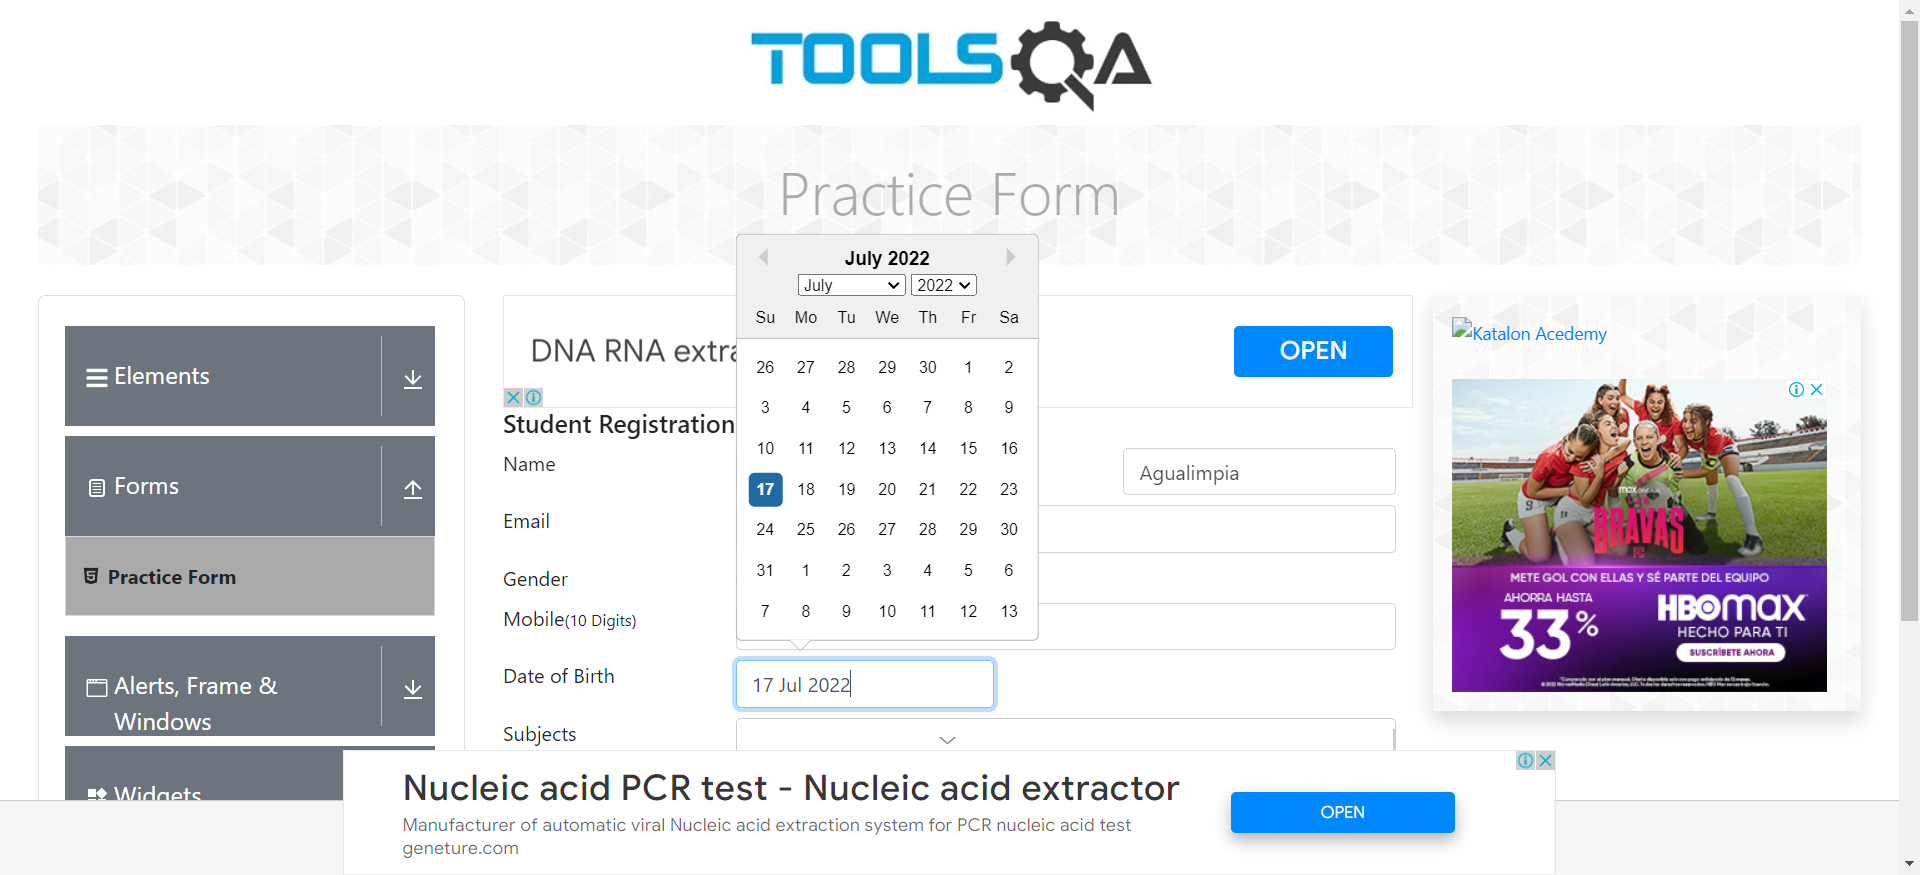 TOOLSQA
Practice Form
July 2022
July 2022
Su Mo Tu We Th Fr Sa
26 27 28 29 30 1 2
3 4 5 6 7 8 9
10 11 12 13 14 15 16
17 18 19 20 21 22 23
24 25 26 27 28 29 30
31 1 2 3 4 5 6
7 8 9 10 11 12 13
Elements
Forms
Practice Form
Alerts, Frame &
Windows
Widgets
DNA RNA extra
OPEN
Student Registration
Name
Agualimpia
Email
Gender
Mobile(10 Digits)
Date of Birth
17 Jul 2022
Subjects
Katalon Acedemy
BRAVAS
METE GOL CON ELLAS Y SÉ PARTE DEL EQUIPO
AHORRA HASTA
33%
HBOMAX
HECHO PARA TI
SUSCRÍBETE AHORA
Nucleic acid PCR test - Nucleic acid extractor
Manufacturer of automatic viral Nucleic acid extraction system for PCR nucleic acid test
geneture.com
OPEN